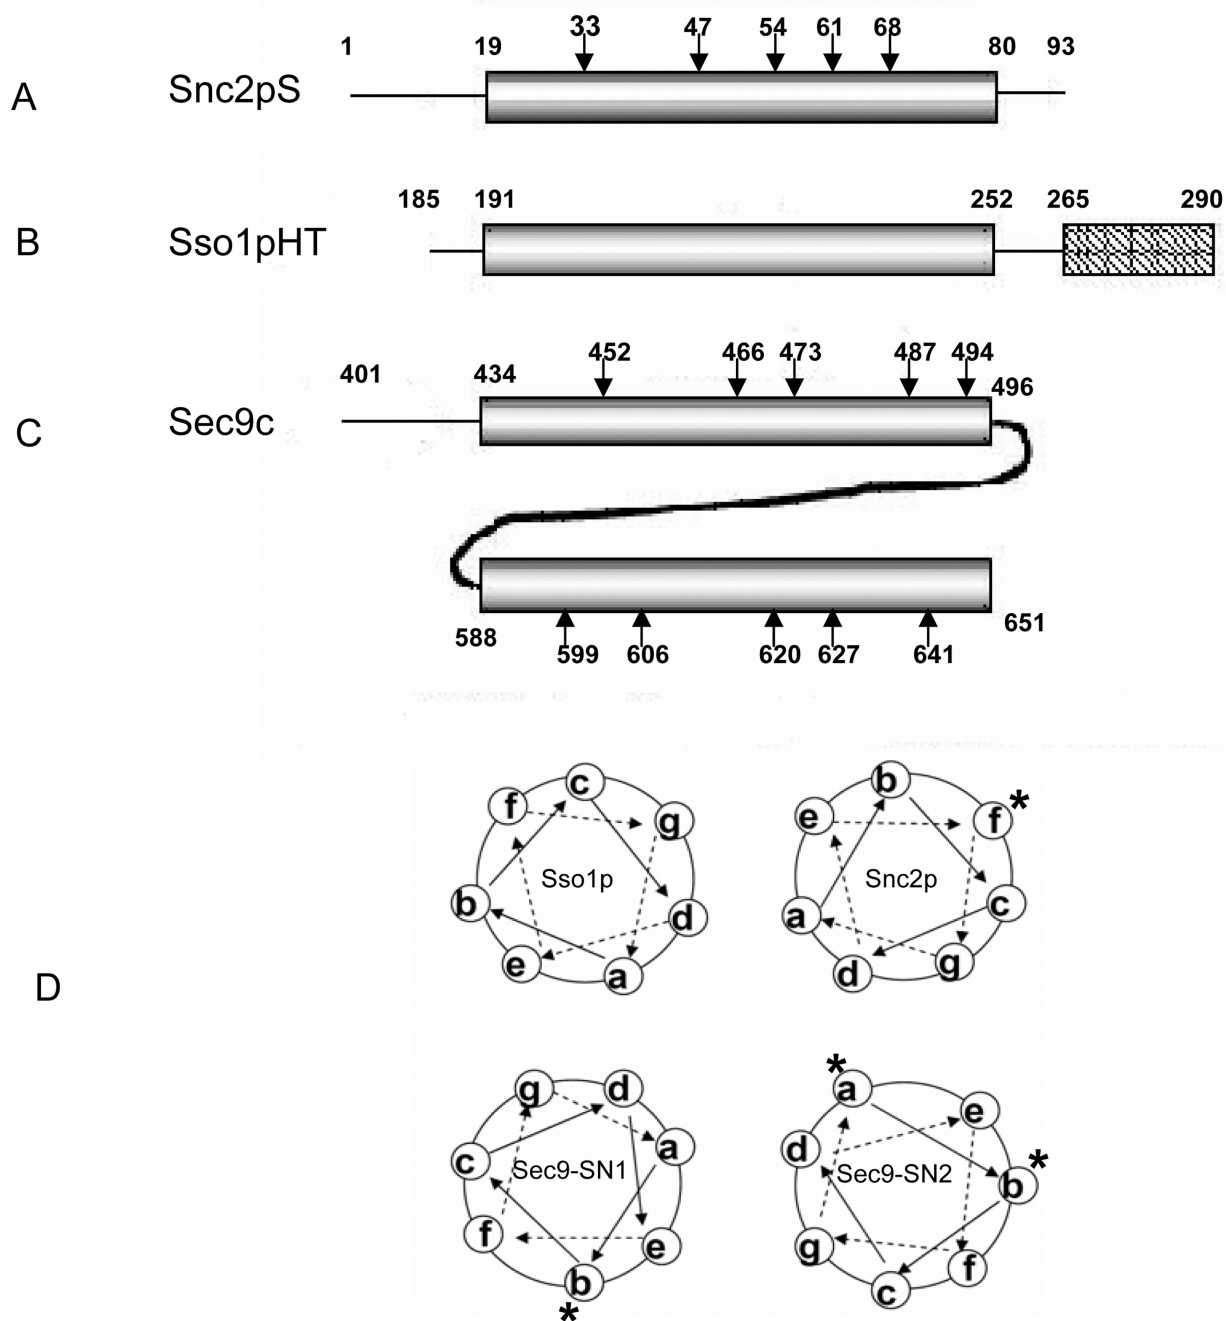 33 47 54 61 68
1 19 80 93
A Snc2pS
185 191 252 265 290
B Sso1pHT
452 466 473 487 494
401 434 496
C Sec9c
588 651
599 606 620 627 641
c b
f g e f *
Sso1p Snc2p
b d a c
e a d g
D
* a
g d e
c a d b *
Sec9-SN1 Sec9-SN2
f e g f
b c
*